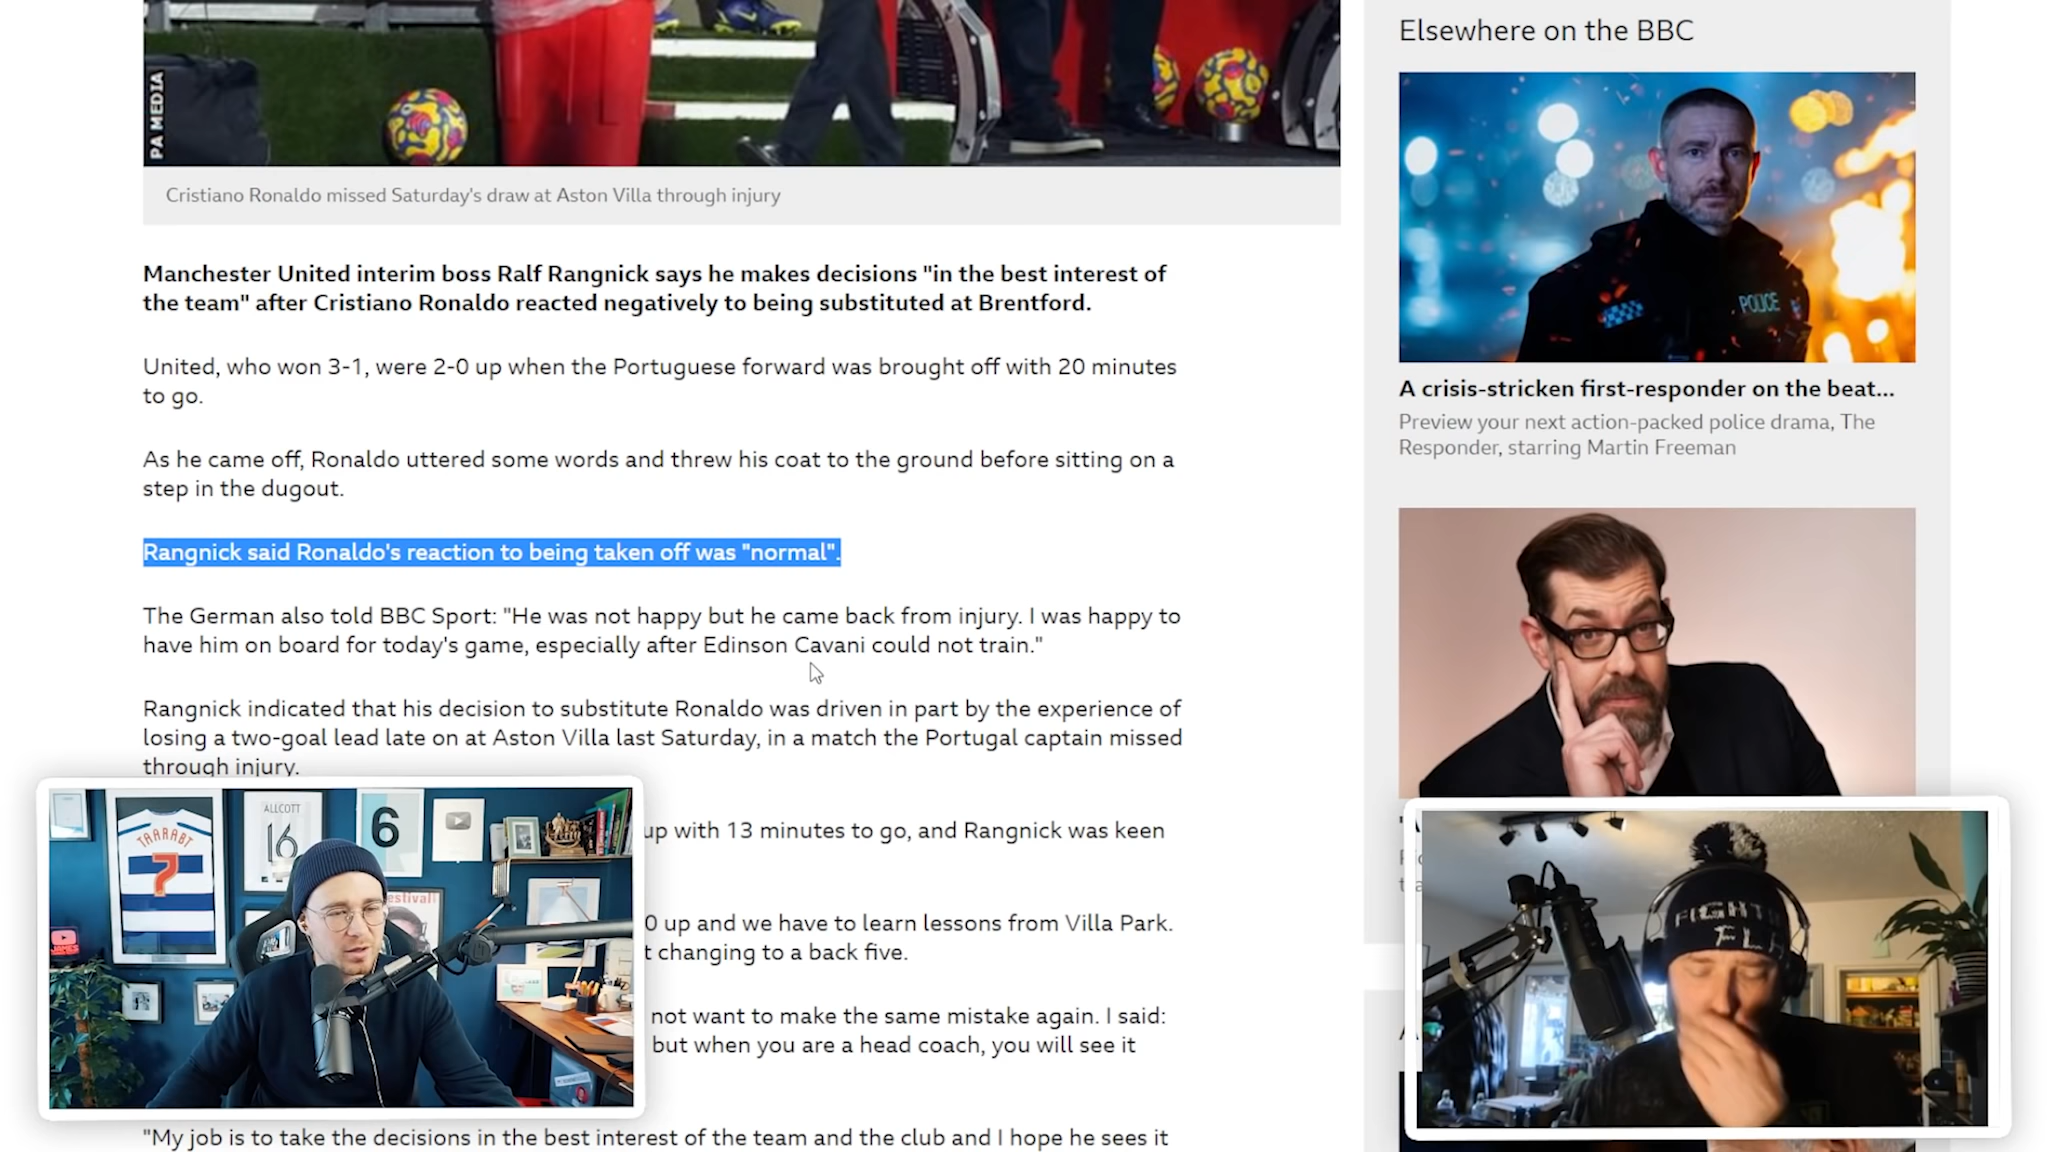 PA MEDIA
Cristiano Ronaldo missed Saturday's draw at Aston Villa through injury
Manchester United interim boss Ralf Rangnick says he makes decisions "in the best interest of
the team" after Cristiano Ronaldo reacted negatively to being substituted at Brentford.
United, who won 3-1, were 2-0 up when the Portuguese forward was brought off with 20 minutes
to go.
As he came off, Ronaldo uttered some words and threw his coat to the ground before sitting on a
step in the dugout.
Rangnick said Ronaldo's reaction to being taken off was "normal".
The German also told BBC Sport: "He was not happy but he came back from injury. I was happy to
have him on board for today's game, especially after Edinson Cavani could not train."
Rangnick indicated that his decision to substitute Ronaldo was driven in part by the experience of
losing a two-goal lead late on at Aston Villa last Saturday, in a match the Portugal captain missed
through injury.
up with 13 minutes to go, and Rangnick was keen
0 up and we have to learn lessons from Villa Park.
changing to a back five.
not want to make the same mistake again. I said:
but when you are a head coach, you will see it
"My job is to take the decisions in the best interest of the team and the club and I hope he sees it
Elsewhere on the BBC
POLICE
A crisis-stricken first-responder on the beat...
Preview your next action-packed police drama, The
Responder, starring Martin Freeman
TAARABT
7
ALLCOTT
16
6
estival
JAMES